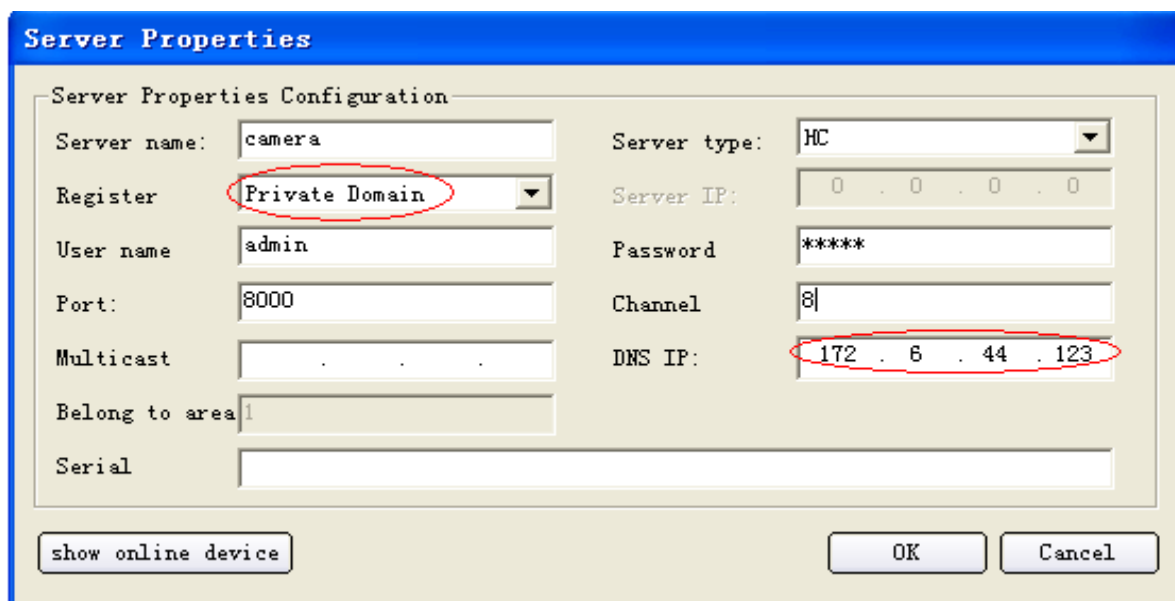 Server Properties
Server Properties Configuration
Server name: camera Server type: HC
Register Private Domain Server IP: 0 . 0 . 0 . 0
User name admin Password *****
Port: 8000 Channel 8
Multicast . . . DNS IP: 172 . 6 . 44 . 123
Belong to area 1
Serial
show online device OK Cancel